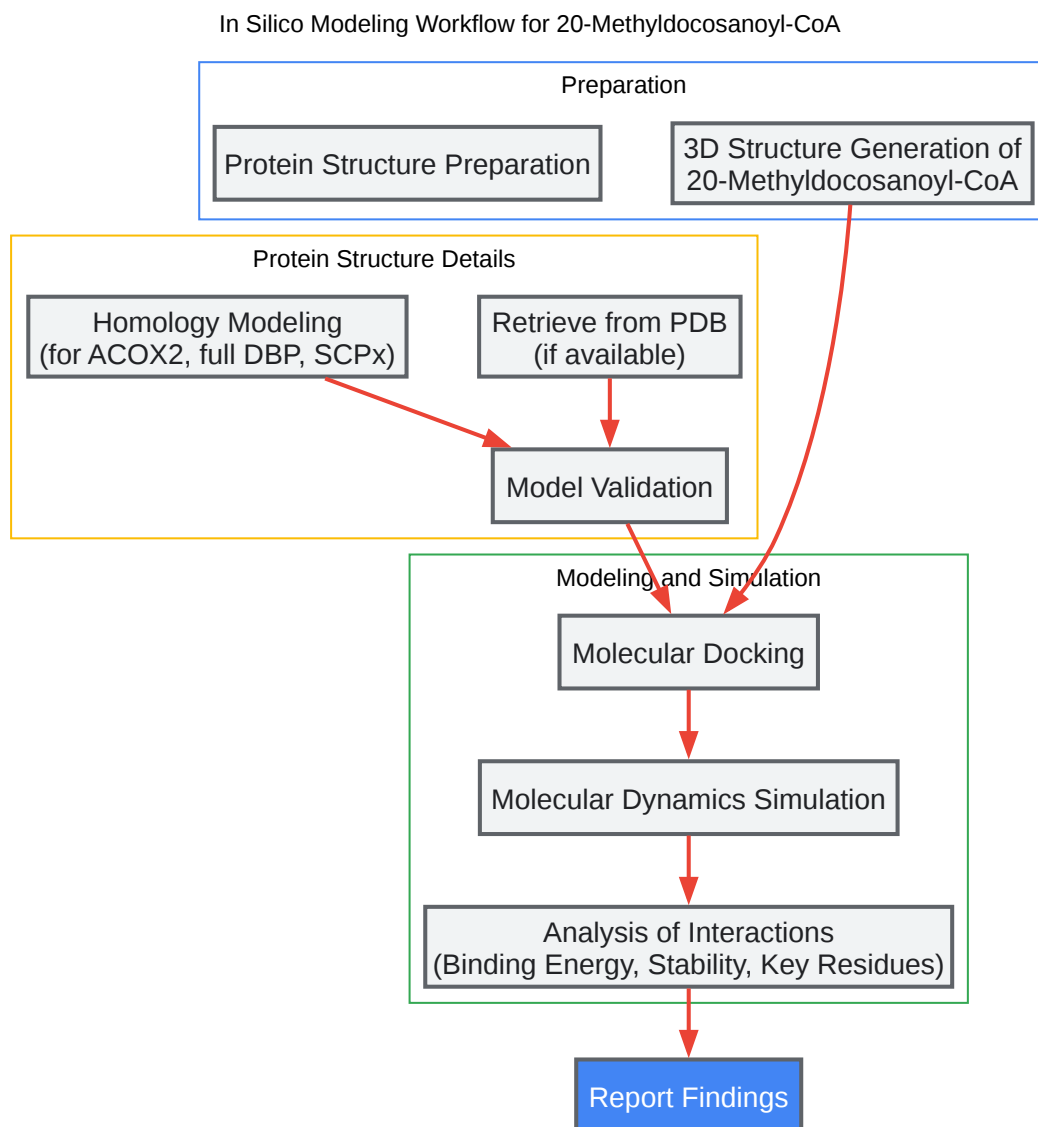 In Silico Modeling Workflow for 20-Methyldocosanoyl-CoA
Preparation
Protein Structure Preparation
3D Structure Generation of
20-Methyldocosanoyl-CoA
Protein Structure Details
Homology Modeling
(for ACOX2, full DBP, SCPx)
Retrieve from PDB
(if available)
Model Validation
Modeling and Simulation
Molecular Docking
Molecular Dynamics Simulation
Analysis of Interactions
(Binding Energy, Stability, Key Residues)
Report Findings